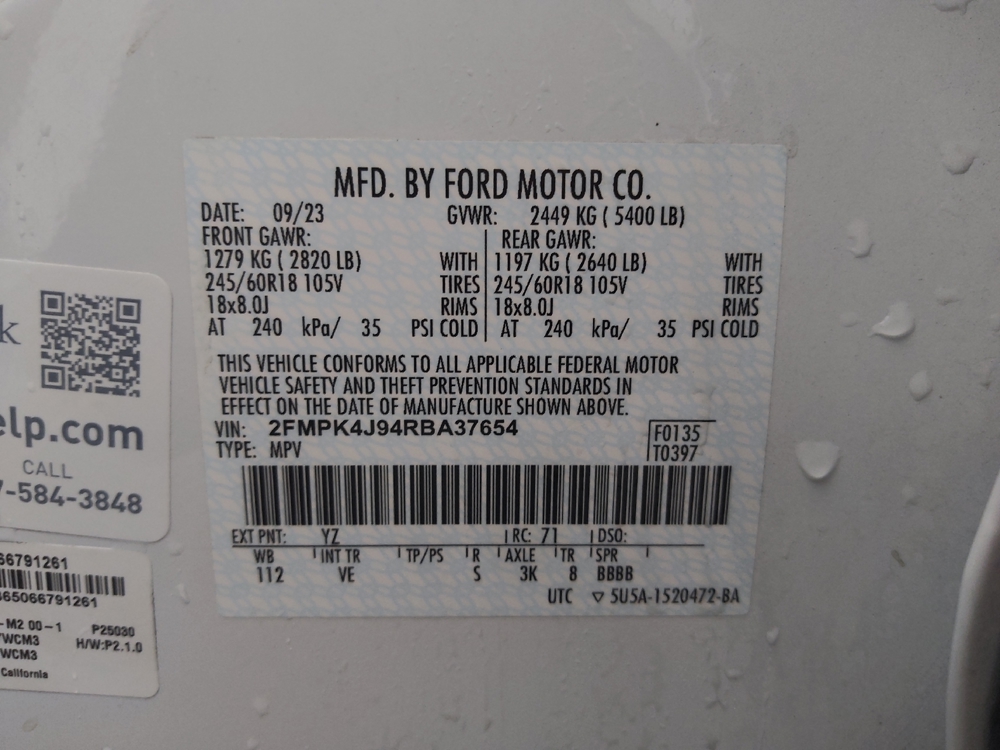 MFD. BY FORD MOTOR CO.
DATE: 09/23 GVWR: 2449 KG ( 5400 LB)
FRONT GAWR: REAR GAWR:
1279 KG ( 2820 LB) WITH 1197 KG ( 2640 LB) WITH
245/60R18 105V TIRES 245/60R18 105V TIRES
18x8.0J RIMS 18x8.0J RIMS
AT 240 kPa/ 35 PSI COLD AT 240 kPa/ 35 PSI COLD
THIS VEHICLE CONFORMS TO ALL APPLICABLE FEDERAL MOTOR
VEHICLE SAFETY AND THEFT PREVENTION STANDARDS IN
EFFECT ON THE DATE OF MANUFACTURE SHOWN ABOVE.
VIN: 2FMPK4J94RBA37654 F0135
TYPE: MPV T0397
EXT PNT: YZ RC: 71 DSO:
WB INT TR TP/PS R AXLE TR SPR
112 VE S 3K 8 BBBB
UTC ▽ 5U5A-1520472-BA
k
elp.com
CALL
7-584-3848
66791261
465066791261
-M2 00-1 P25030
/WCM3 H/W:P2.1.0
WCM3
California